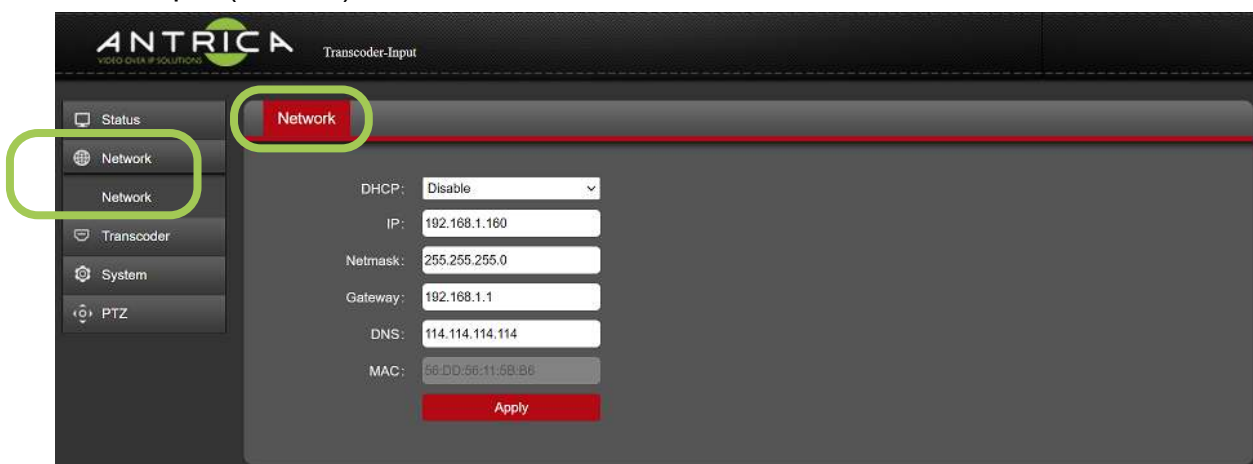 ANTRICA
VIDEO OVER IP SOLUTIONS
Transcoder-Input
Status
Network
Network
Transcoder
System
PTZ
Network
DHCP: Disable
IP: 192.168.1.160
Netmask: 255.255.255.0
Gateway: 192.168.1.1
DNS: 114.114.114.114
MAC: 56:DD:56:11:5B:B6
Apply